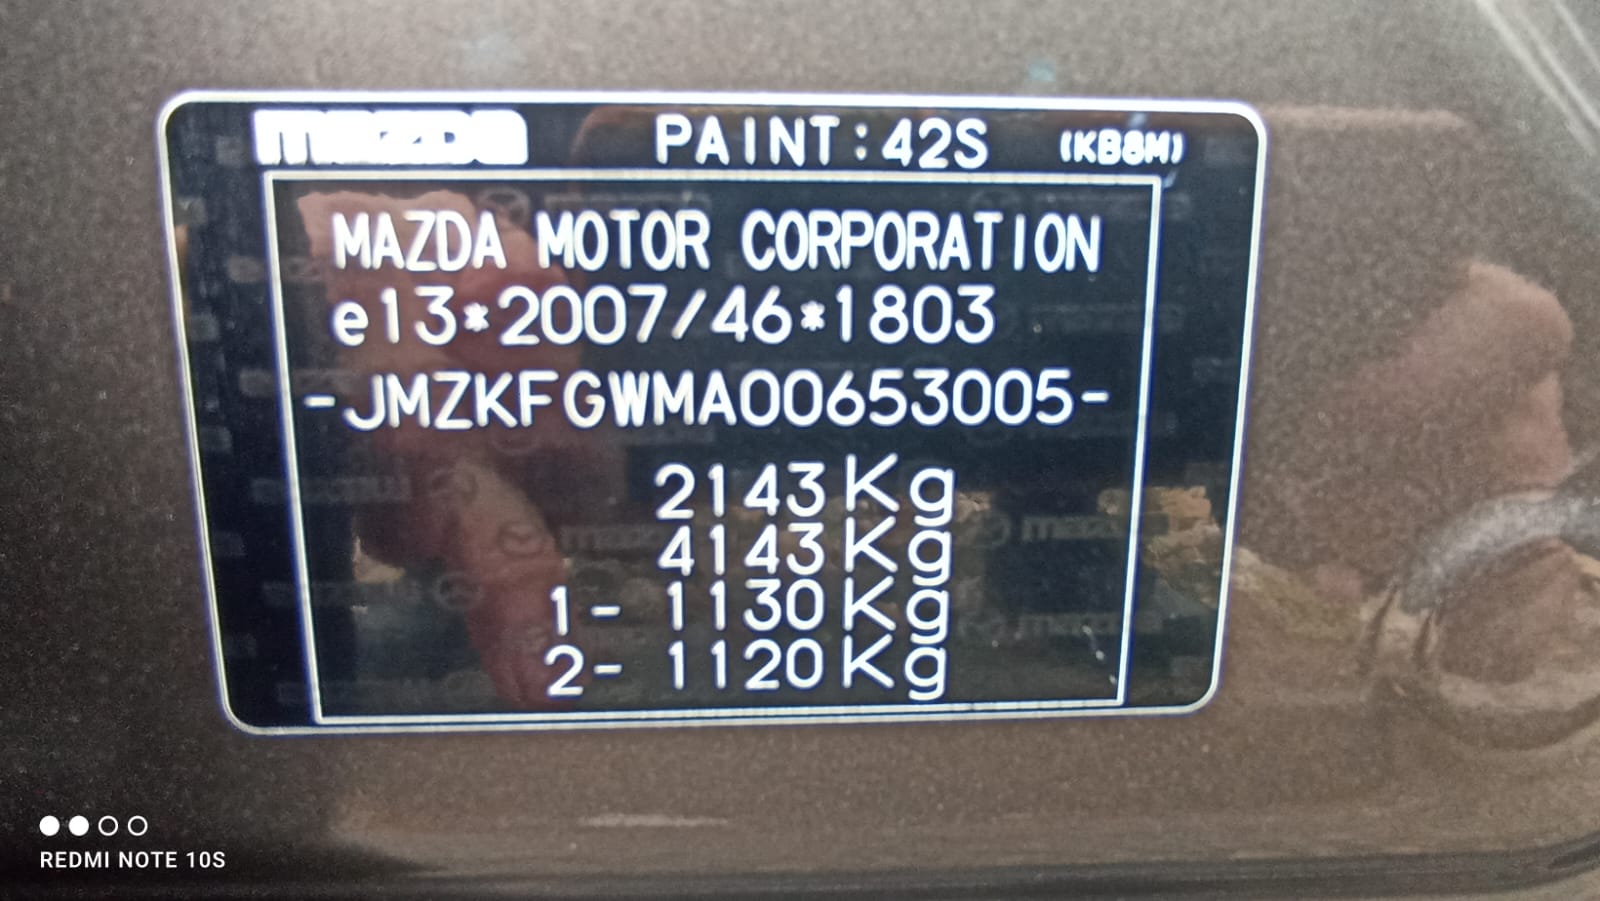 mazda PAINT:42S (KB8M)
MAZDA MOTOR CORPORATION
e13*2007/46*1803
-JMZKFGWMA00653005-
2143Kg
4143Kg
1- 1130Kg
2- 1120Kg
REDMI NOTE 10S